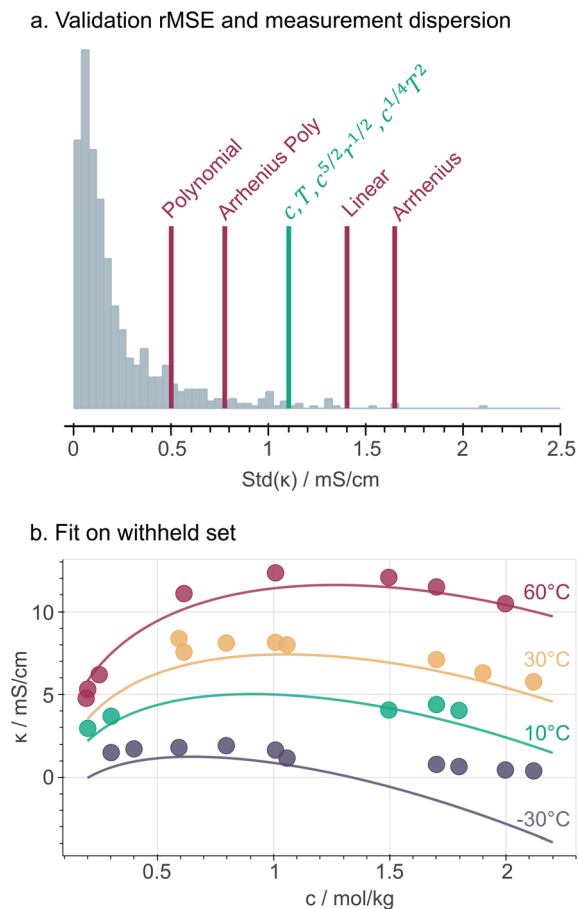 a. Validation rMSE and measurement dispersion
Polynomial
Arrhenius Poly
c, T, c^{5/2}r^{1/2}, c^{1/4}T^2
Linear
Arrhenius
0 0.5 1 1.5 2 2.5
Std(κ) / mS/cm
b. Fit on withheld set
60°C
10
κ / mS/cm
30°C
5
10°C
0
-30°C
0.5 1 1.5 2
c / mol/kg